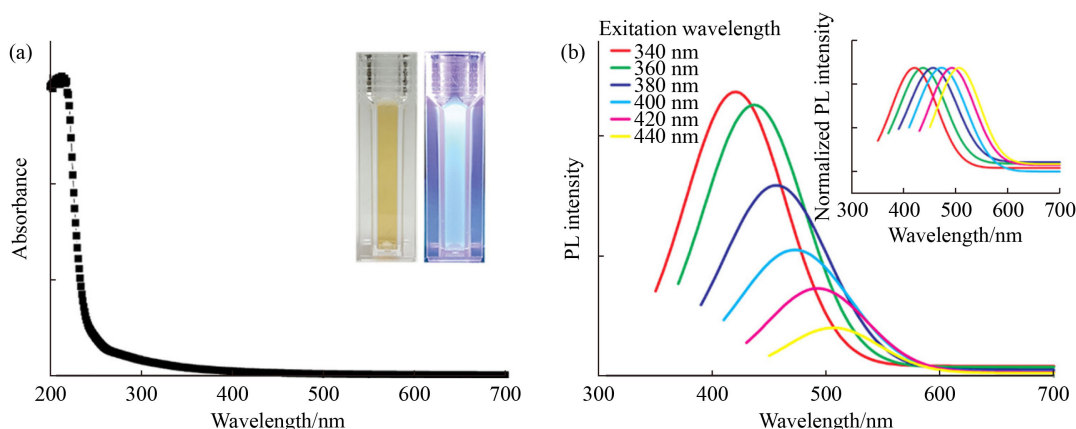 (a)
Absorbance
200
300
400
500
600
700
Wavelength/nm
(b)
Exitation wavelength
340 nm
360 nm
380 nm
400 nm
420 nm
440 nm
PL intensity
300
400
500
600
700
Wavelength/nm
Normalized PL intensity
300
400
500
600
700
Wavelength/nm